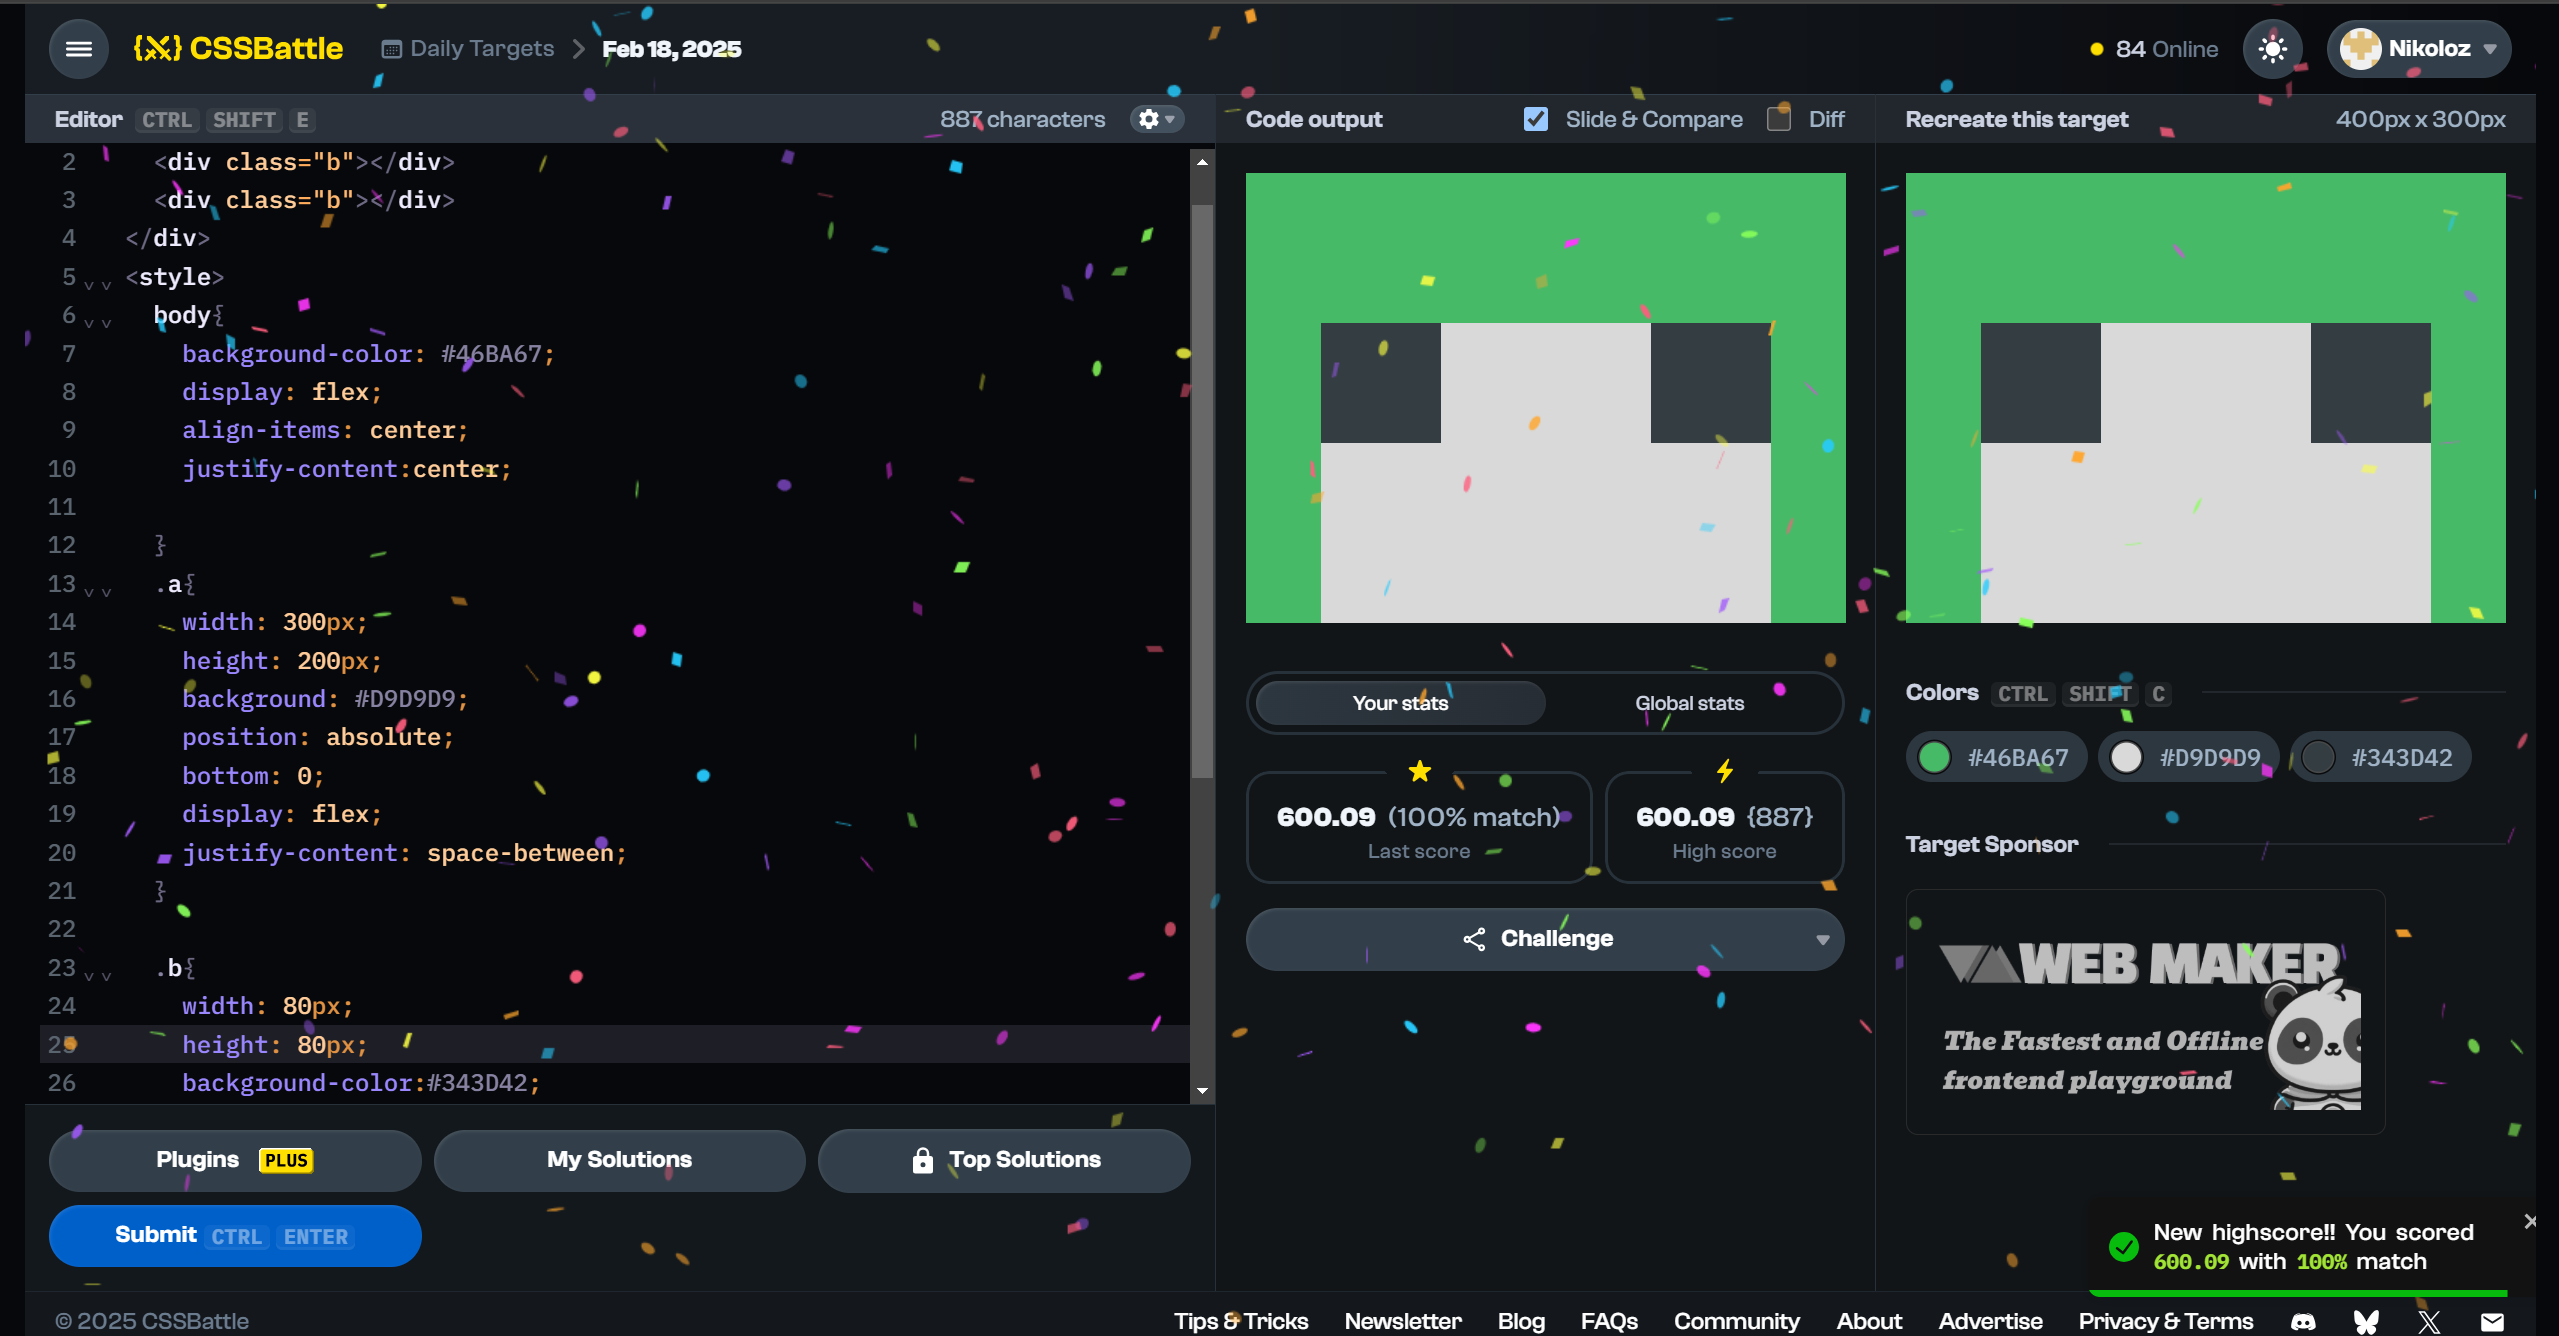 CSSBattle
Daily Targets
Feb 18, 2025
84 Online
Nikoloz
Editor CTRL SHIFT E
887 characters
Code output
Slide & Compare
Diff
Recreate this target
400px x 300px
2 <div class="b"></div>
3 <div class="b"></div>
4 </div>
5 <style>
6 body{
7 background-color: #46BA67;
8 display: flex;
9 align-items: center;
10 justify-content:center;
11
12 }
13 .a{
14 width: 300px;
15 height: 200px;
16 background: #D9D9D9;
17 position: absolute;
18 bottom: 0;
19 display: flex;
20 justify-content: space-between;
21 }
22
23 .b{
24 width: 80px;
25 height: 80px;
26 background-color:#343D42;
Plugins PLUS
My Solutions
Top Solutions
Submit CTRL ENTER
Your stats
Global stats
600.09 (100% match)
Last score
600.09 {887}
High score
Challenge
Colors CTRL SHIFT C
#46BA67
#D9D9D9
#343D42
Target Sponsor
WEB MAKER
The Fastest and Offline
frontend playground
New highscore!! You scored
600.09 with 100% match
© 2025 CSSBattle
Tips & Tricks
Newsletter
Blog
FAQs
Community
About
Advertise
Privacy & Terms